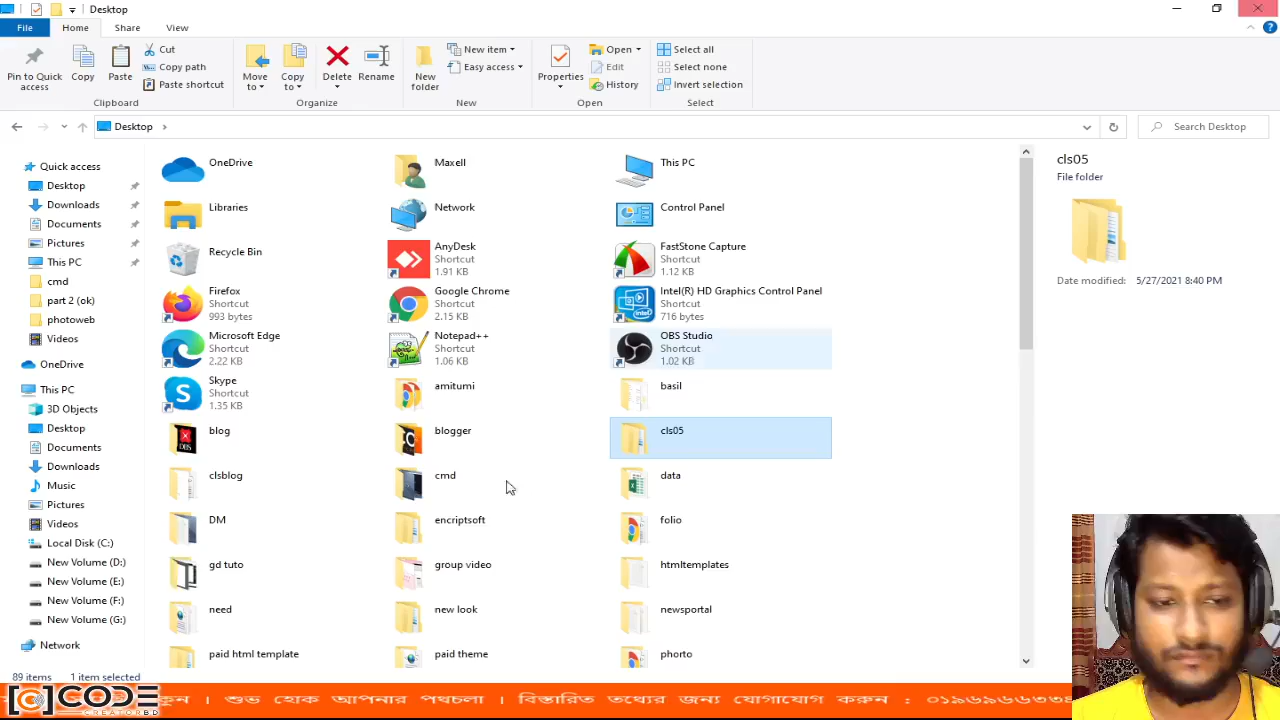 Desktop
File Home Share View
Pin to Quick access
Copy
Paste
Cut
Copy path
Paste shortcut
Clipboard
Move to
Copy to
Delete
Rename
Organize
New folder
New item
Easy access
New
Properties
Open
Edit
History
Open
Select all
Select none
Invert selection
Select
Desktop
Search Desktop
Quick access
Desktop
Downloads
Documents
Pictures
This PC
cmd
part 2 (ok)
photoweb
Videos
OneDrive
This PC
3D Objects
Desktop
Documents
Downloads
Music
Pictures
Videos
Local Disk (C:)
New Volume (D:)
New Volume (E:)
New Volume (F:)
New Volume (G:)
Network
OneDrive
Maxell
This PC
Libraries
Network
Control Panel
Recycle Bin
AnyDesk
Shortcut
1.91 KB
FastStone Capture
Shortcut
1.12 KB
Firefox
Shortcut
993 bytes
Google Chrome
Shortcut
2.15 KB
Intel(R) HD Graphics Control Panel
Shortcut
716 bytes
Microsoft Edge
Shortcut
2.22 KB
Notepad++
Shortcut
1.06 KB
OBS Studio
Shortcut
1.02 KB
Skype
Shortcut
1.35 KB
amitumi
basil
blog
blogger
cls05
clsblog
cmd
data
DM
encriptsoft
folio
gd tuto
group video
htmltemplates
need
new look
newsportal
paid html template
paid theme
phorto
cls05
File folder
Date modified: 5/27/2021 8:40 PM
89 items 1 item selected
CODE
CREATORBD
শুভ হোক আপনার পথচলা । বিস্তারিত তথ্যের জন্য যোগাযোগ করুন :